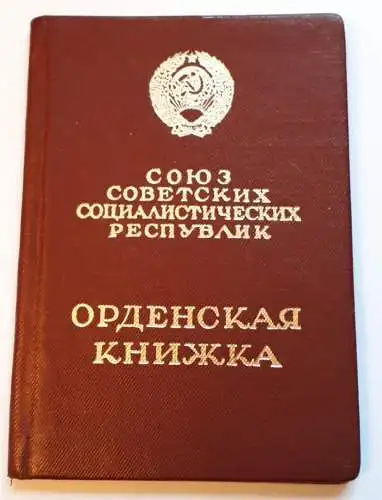 СОЮЗ
СОВЕТСКИХ
СОЦИАЛИСТИЧЕСКИХ
РЕСПУБЛИК
ОРДЕНСКАЯ
КНИЖКА